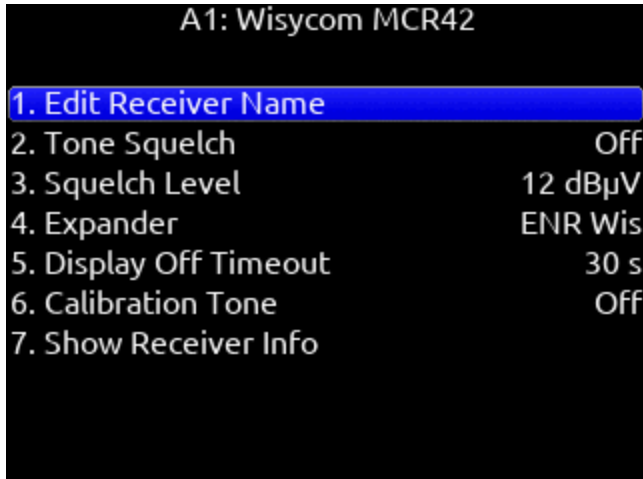 A1: Wisycom MCR42
1. Edit Receiver Name
2. Tone Squelch Off
3. Squelch Level 12 dBµV
4. Expander ENR Wis
5. Display Off Timeout 30 s
6. Calibration Tone Off
7. Show Receiver Info